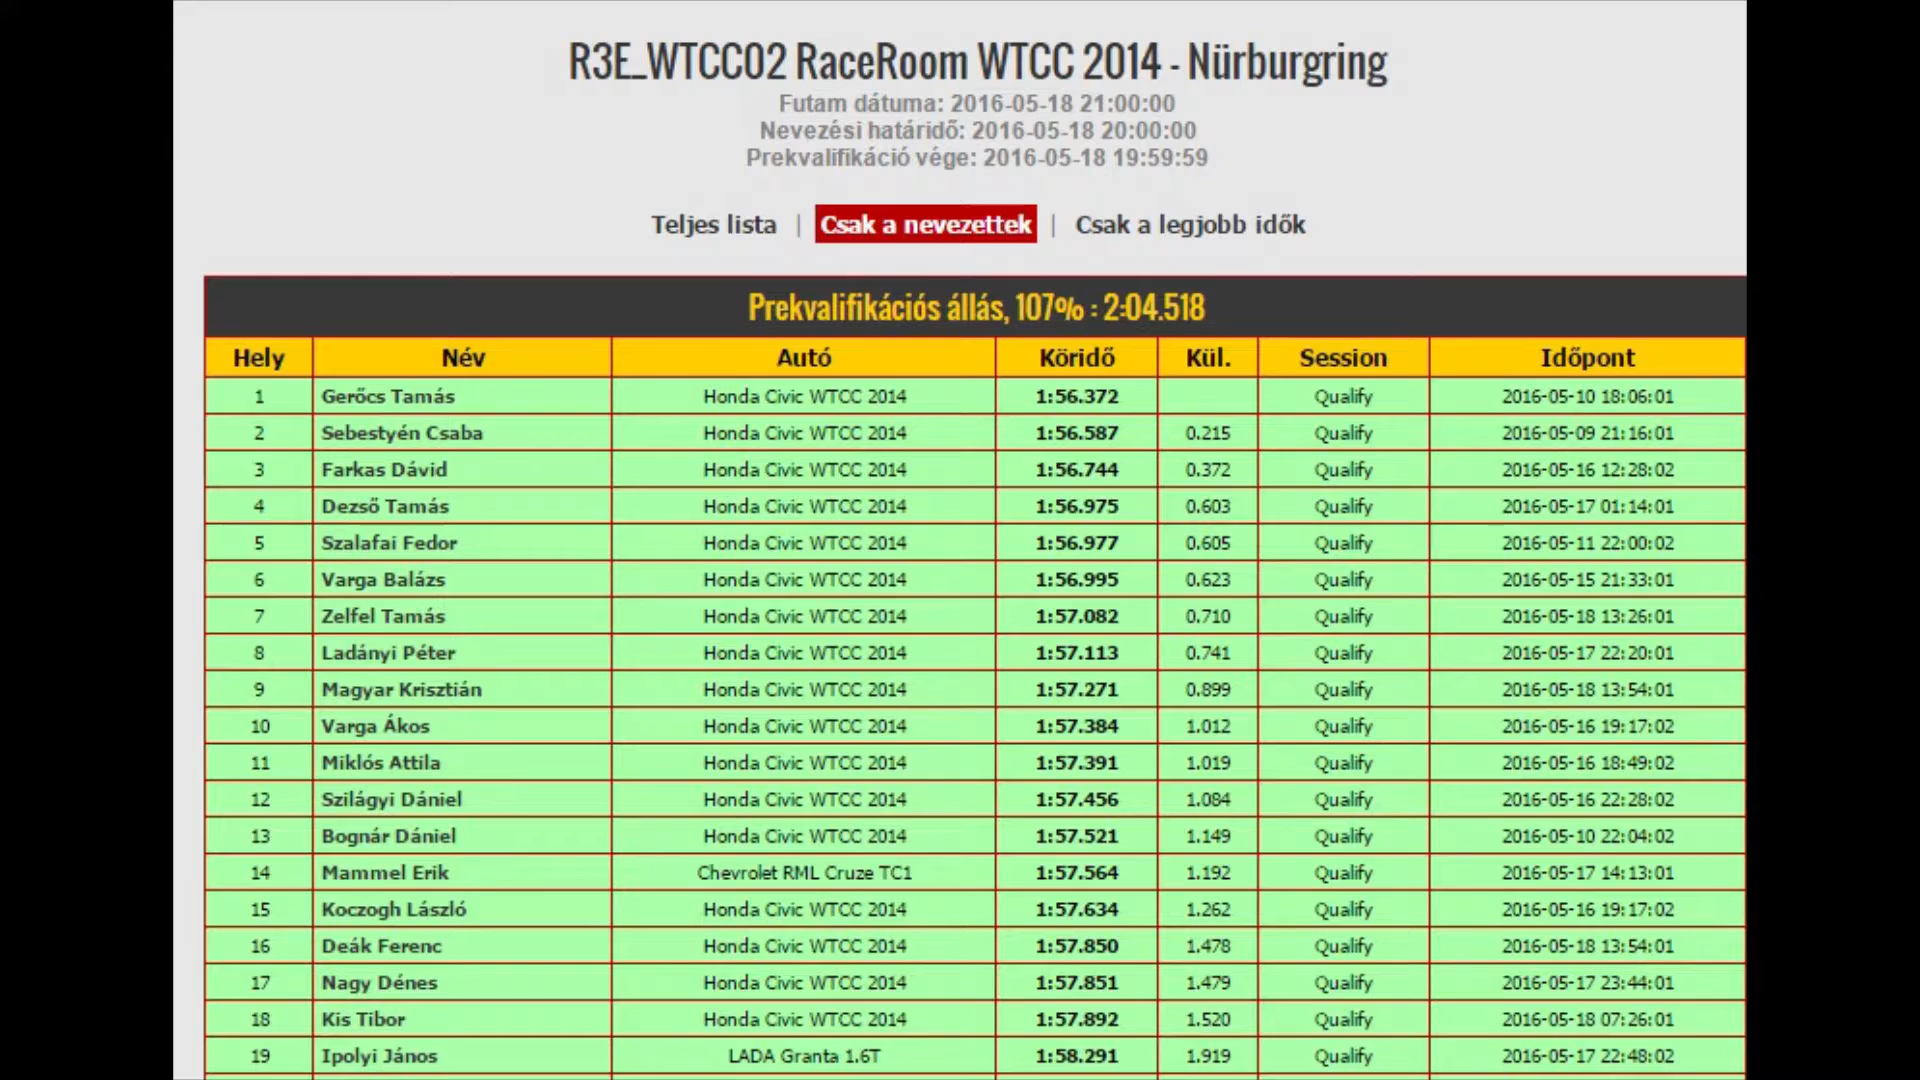 R3E_WTCC02 RaceRoom WTCC 2014 - Nürburgring
Futam dátuma: 2016-05-18 21:00:00
Nevezési határidő: 2016-05-18 20:00:00
Prekvalifikáció vége: 2016-05-18 19:59:59
Teljes lista | Csak a nevezettek | Csak a legjobb idők
Prekvalifikációs állás, 107% : 2:04.518
Hely Név Autó Köridő Kül. Session Időpont
1 Gerőcs Tamás Honda Civic WTCC 2014 1:56.372 Qualify 2016-05-10 18:06:01
2 Sebestyén Csaba Honda Civic WTCC 2014 1:56.587 0.215 Qualify 2016-05-09 21:16:01
3 Farkas Dávid Honda Civic WTCC 2014 1:56.744 0.372 Qualify 2016-05-16 12:28:02
4 Dezső Tamás Honda Civic WTCC 2014 1:56.975 0.603 Qualify 2016-05-17 01:14:01
5 Szalafai Fedor Honda Civic WTCC 2014 1:56.977 0.605 Qualify 2016-05-11 22:00:02
6 Varga Balázs Honda Civic WTCC 2014 1:56.995 0.623 Qualify 2016-05-15 21:33:01
7 Zelfel Tamás Honda Civic WTCC 2014 1:57.082 0.710 Qualify 2016-05-18 13:26:01
8 Ladányi Péter Honda Civic WTCC 2014 1:57.113 0.741 Qualify 2016-05-17 22:20:01
9 Magyar Krisztián Honda Civic WTCC 2014 1:57.271 0.899 Qualify 2016-05-18 13:54:01
10 Varga Ákos Honda Civic WTCC 2014 1:57.384 1.012 Qualify 2016-05-16 19:17:02
11 Miklós Attila Honda Civic WTCC 2014 1:57.391 1.019 Qualify 2016-05-16 18:49:02
12 Szilágyi Dániel Honda Civic WTCC 2014 1:57.456 1.084 Qualify 2016-05-16 22:28:02
13 Bognár Dániel Honda Civic WTCC 2014 1:57.521 1.149 Qualify 2016-05-10 22:04:02
14 Mammel Erik Chevrolet RML Cruze TC1 1:57.564 1.192 Qualify 2016-05-17 14:13:01
15 Koczogh László Honda Civic WTCC 2014 1:57.634 1.262 Qualify 2016-05-16 19:17:02
16 Deák Ferenc Honda Civic WTCC 2014 1:57.850 1.478 Qualify 2016-05-18 13:54:01
17 Nagy Dénes Honda Civic WTCC 2014 1:57.851 1.479 Qualify 2016-05-17 23:44:01
18 Kis Tibor Honda Civic WTCC 2014 1:57.892 1.520 Qualify 2016-05-18 07:26:01
19 Ipolyi János LADA Granta 1.6T 1:58.291 1.919 Qualify 2016-05-17 22:48:02